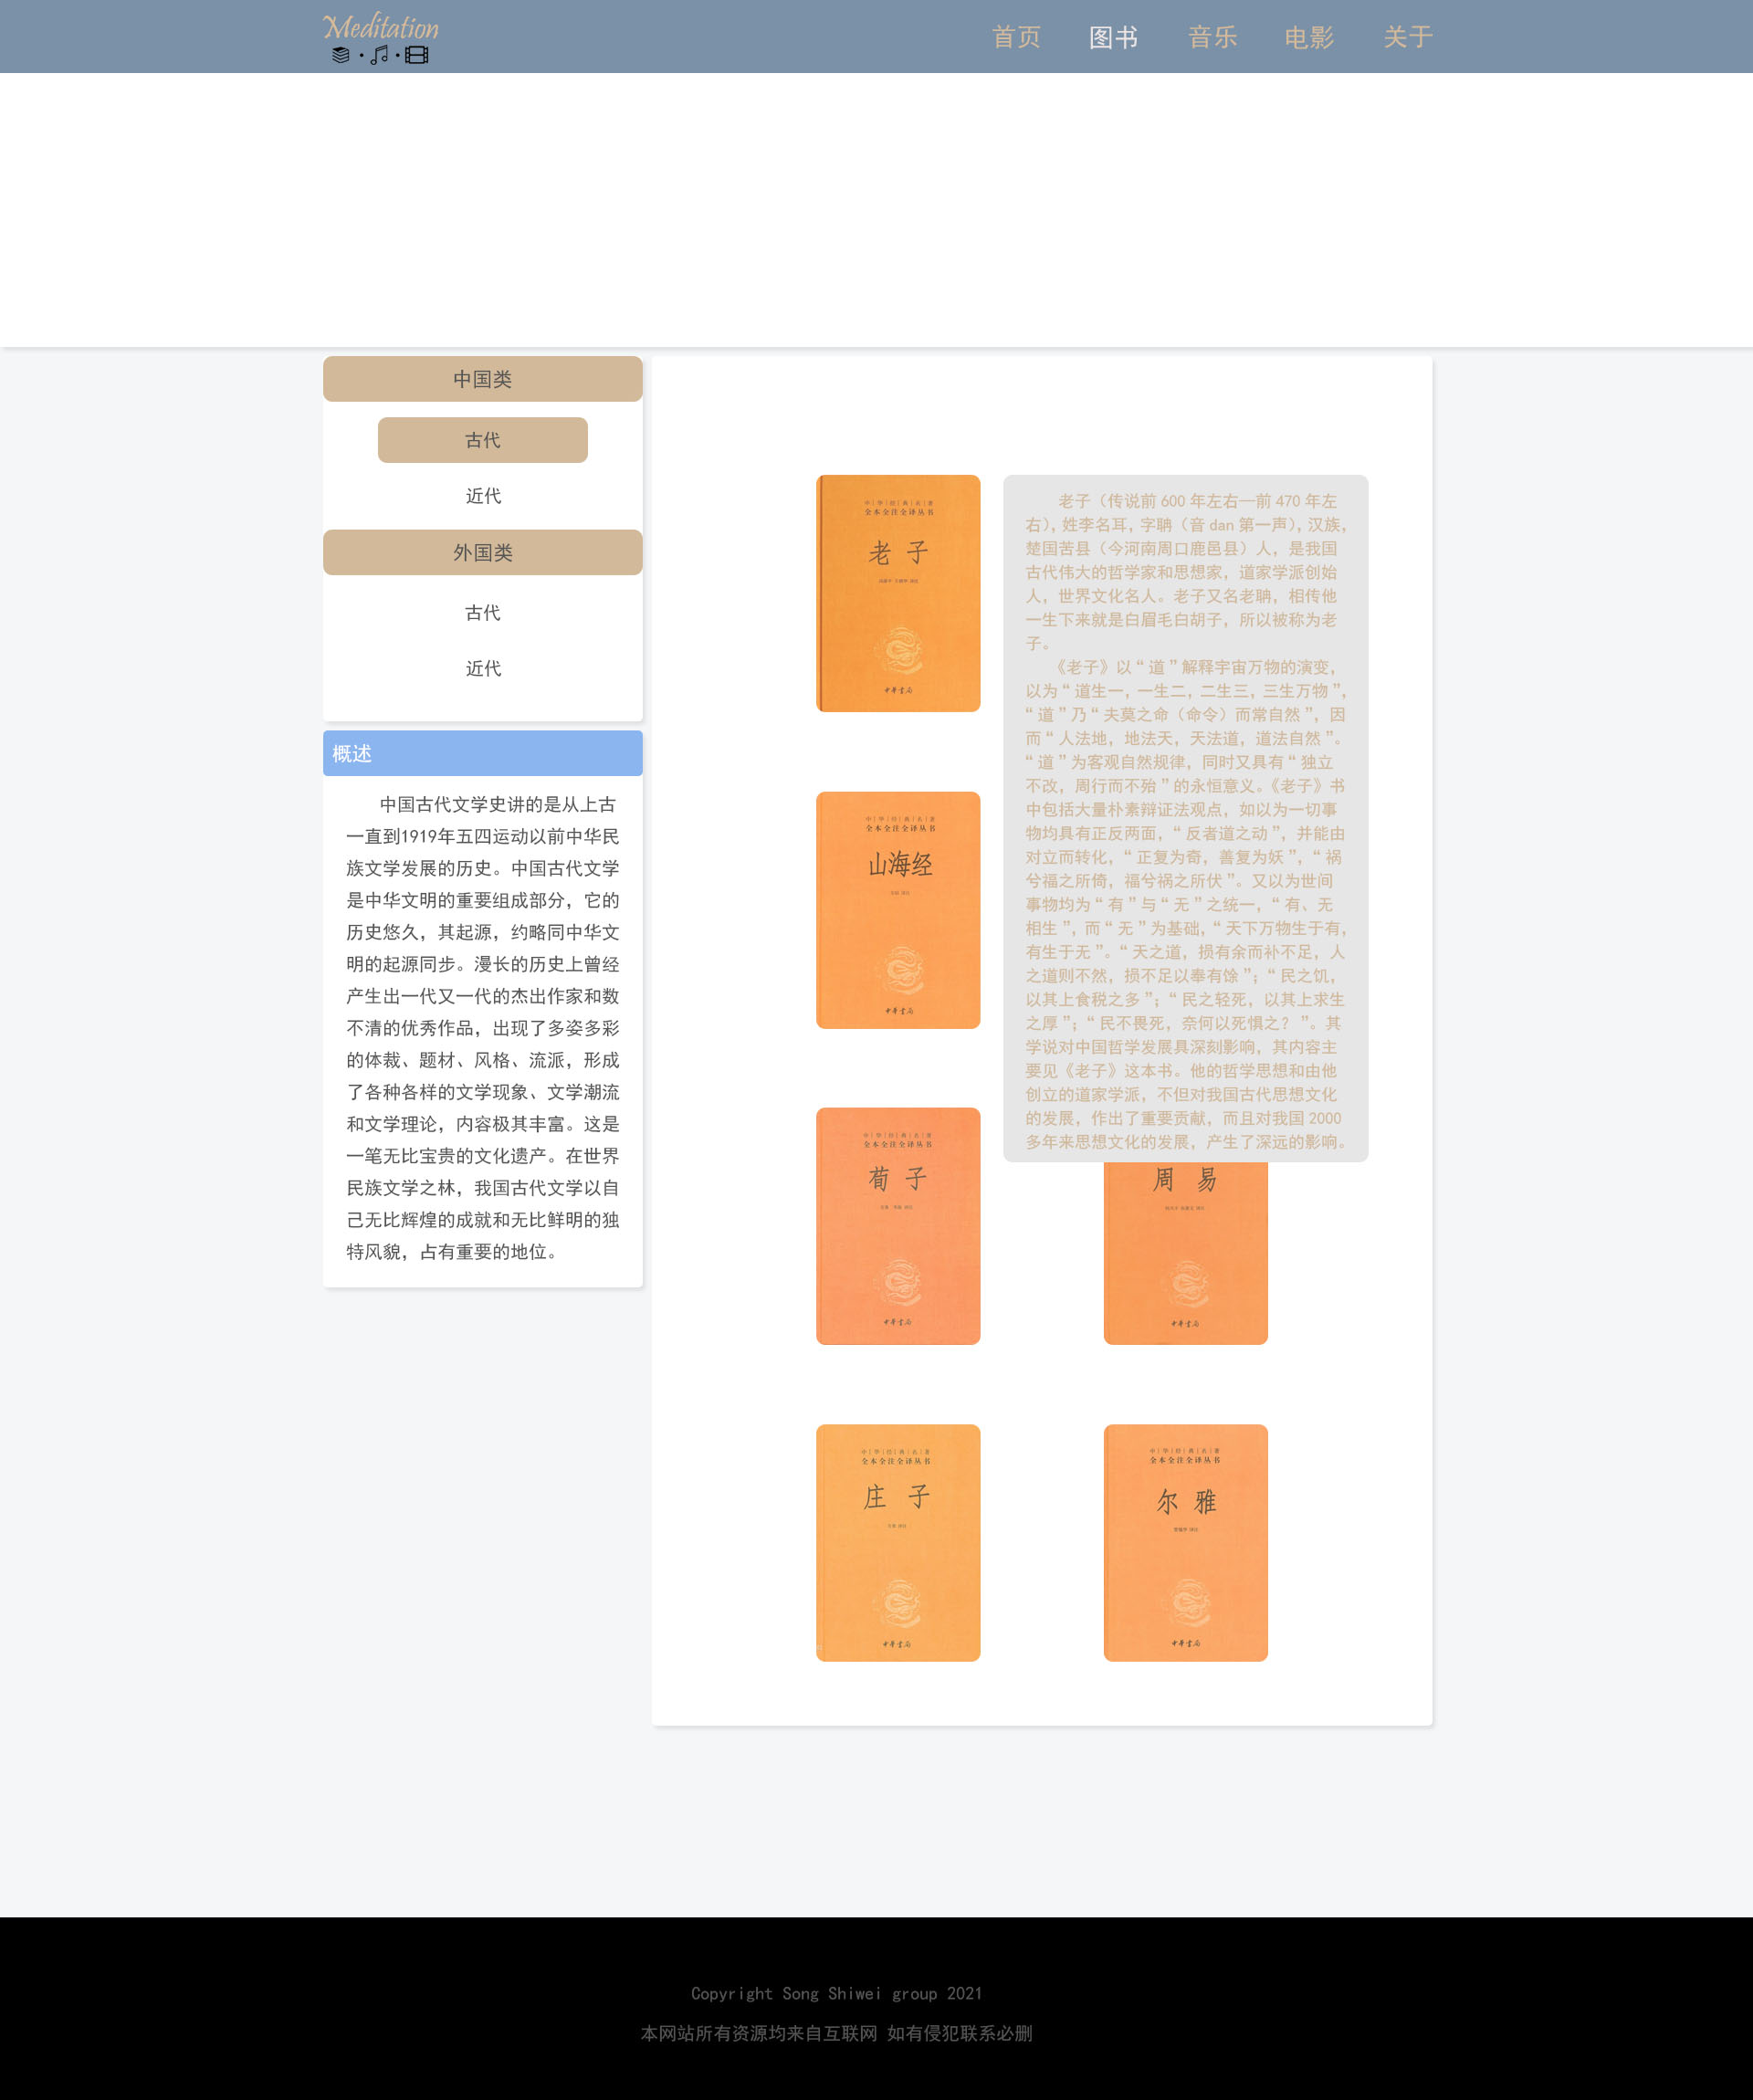 Meditation
首页 图书 音乐 电影 关于
中国类
古代
近代
外国类
古代
近代
概述
中国古代文学史讲的是从上古
一直到1919年五四运动以前中华民
族文学发展的历史。中国古代文学
是中华文明的重要组成部分，它的
历史悠久，其起源，约略同中华文
明的起源同步。漫长的历史上曾经
产生出一代又一代的杰出作家和数
不清的优秀作品，出现了多姿多彩
的体裁、题材、风格、流派，形成
了各种各样的文学现象、文学潮流
和文学理论，内容极其丰富。这是
一笔无比宝贵的文化遗产。在世界
民族文学之林，我国古代文学以自
己无比辉煌的成就和无比鲜明的独
特风貌，占有重要的地位。
中华经典名著
全本全注全译丛书
老子
中华书局
老子（传说前 600 年左右—前 470 年左
右），姓李名耳，字聃（音 dan 第一声），汉族，
楚国苦县（今河南周口鹿邑县）人，是我国
古代伟大的哲学家和思想家，道家学派创始
人，世界文化名人。老子又名老聃，相传他
一生下来就是白眉毛白胡子，所以被称为老
子。
《老子》以“道”解释宇宙万物的演变，
以为“道生一，一生二，二生三，三生万物”，
“道”乃“夫莫之命（命令）而常自然”，因
而“人法地，地法天，天法道，道法自然”。
“道”为客观自然规律，同时又具有“独立
不改，周行而不殆”的永恒意义。《老子》书
中包括大量朴素辩证法观点，如以为一切事
物均具有正反两面，“反者道之动”，并能由
对立而转化，“正复为奇，善复为妖”，“祸
兮福之所倚，福兮祸之所伏”。又以为世间
事物均为“有”与“无”之统一，“有、无
相生”，而“无”为基础，“天下万物生于有，
有生于无”。“天之道，损有余而补不足，人
之道则不然，损不足以奉有馀”；“民之饥，
以其上食税之多”；“民之轻死，以其上求生
之厚”；“民不畏死，奈何以死惧之？”。其
学说对中国哲学发展具深刻影响，其内容主
要见《老子》这本书。他的哲学思想和由他
创立的道家学派，不但对我国古代思想文化
的发展，作出了重要贡献，而且对我国 2000
多年来思想文化的发展，产生了深远的影响。
中华经典名著
全本全注全译丛书
山海经
中华书局
中华经典名著
全本全注全译丛书
荀子
中华书局
周易
中华书局
中华经典名著
全本全注全译丛书
庄子
中华书局
中华经典名著
全本全注全译丛书
尔雅
中华书局
Copyright Song Shiwei group 2021
本网站所有资源均来自互联网 如有侵犯联系必删